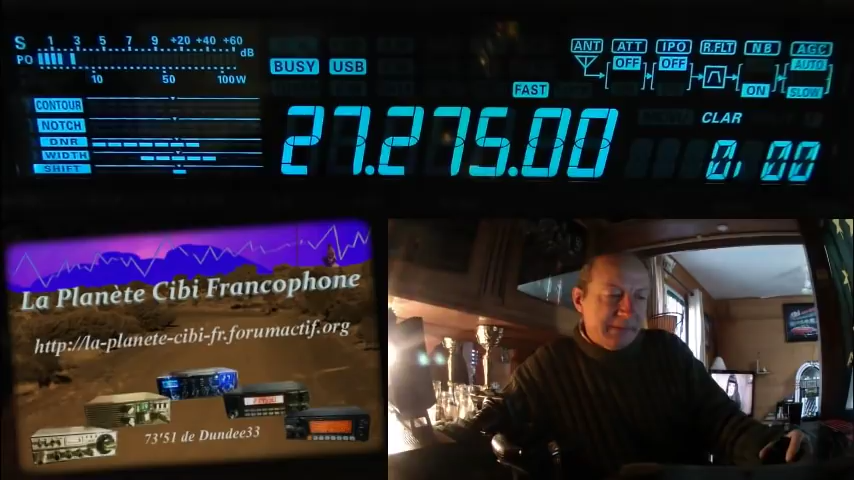 S 1 3 5 7 9 +20 +40 +60 dB
PO 10 50 100 W
BUSY USB
ANT ATT IPO R.FLT NB AGC
OFF OFF AUTO
ON SLOW
FAST
CONTOUR
NOTCH
DNR
WIDTH
SHIFT
27.275.00
CLAR
0. 00
La Planète Cibi Francophone
http://la-planete-cibi-fr.forumactif.org
73'51 de Dundee33